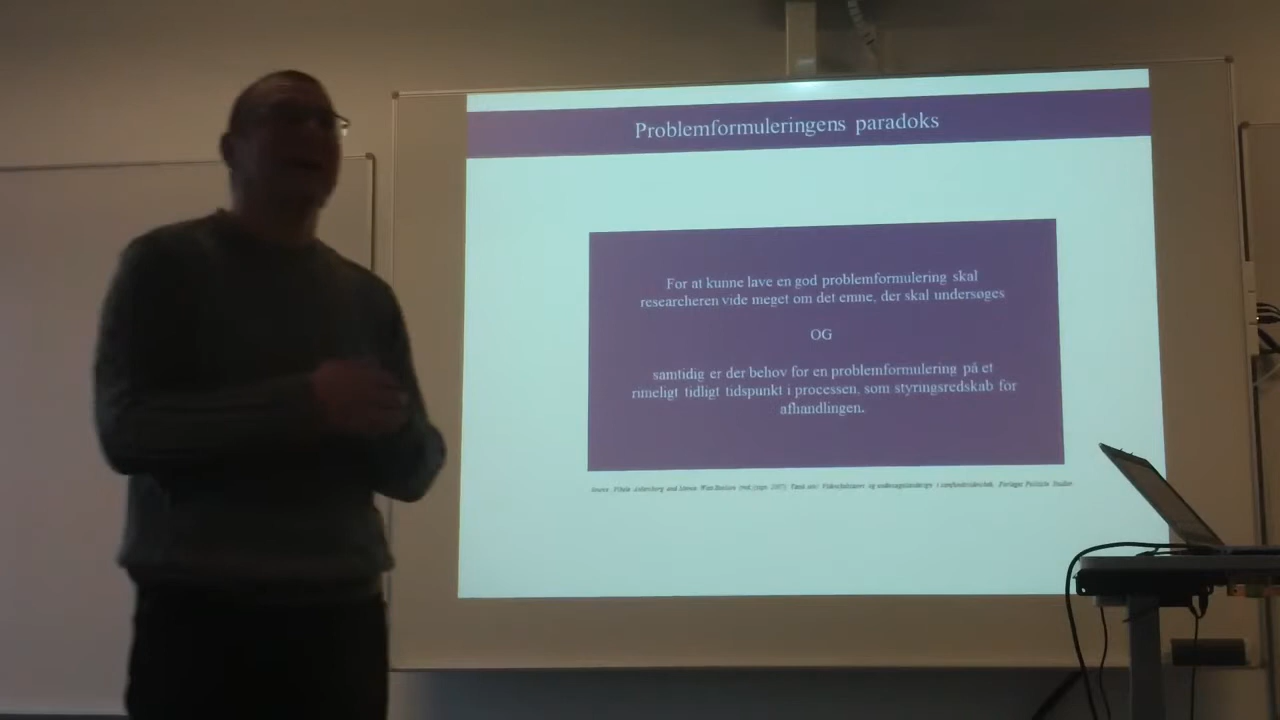 Problemformuleringens paradoks
For at kunne lave en god problemformulering skal
researcheren vide meget om det emne, der skal undersøges
OG
samtidig er der behov for en problemformulering på et
rimeligt tidligt tidspunkt i processen, som styringsredskab for
afhandlingen.